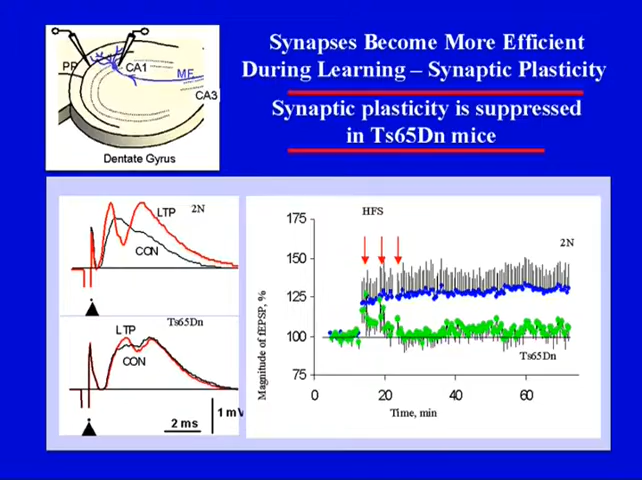 Synapses Become More Efficient
During Learning – Synaptic Plasticity
Synaptic plasticity is suppressed
in Ts65Dn mice
PP
CA1
MF
CA3
Dentate Gyrus
LTP
2N
CON
Ts65Dn
LTP
CON
1 mV
2 ms
HFS
2N
175
150
125
100
75
Ts65Dn
0
20
40
60
Magnitude of fEPSP, %
Time, min